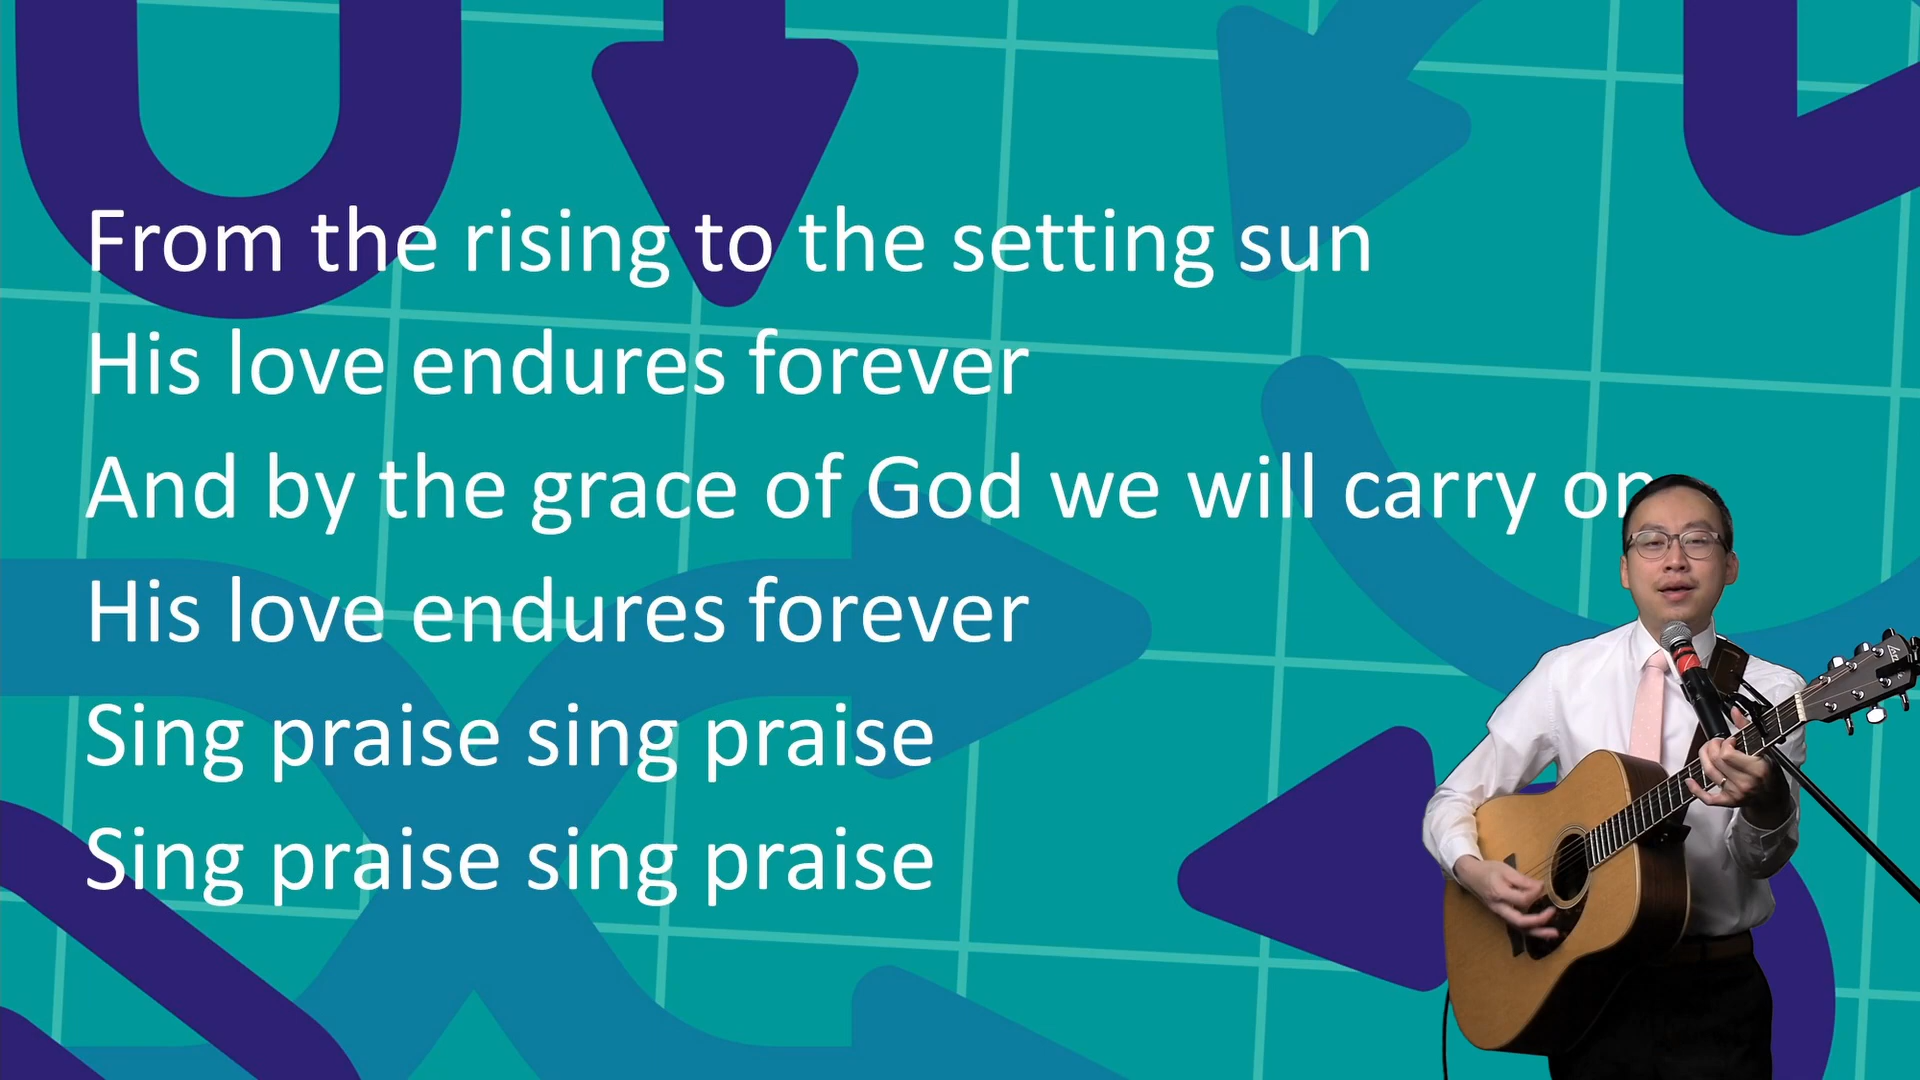 From the rising to the setting sun
His love endures forever
And by the grace of God we will carry on
His love endures forever
Sing praise sing praise
Sing praise sing praise